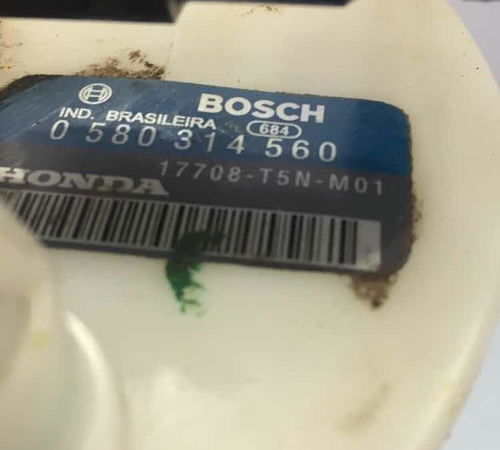 BOSCH
IND. BRASILEIRA 684
0 580 314 560
HONDA 17708-T5N-M01